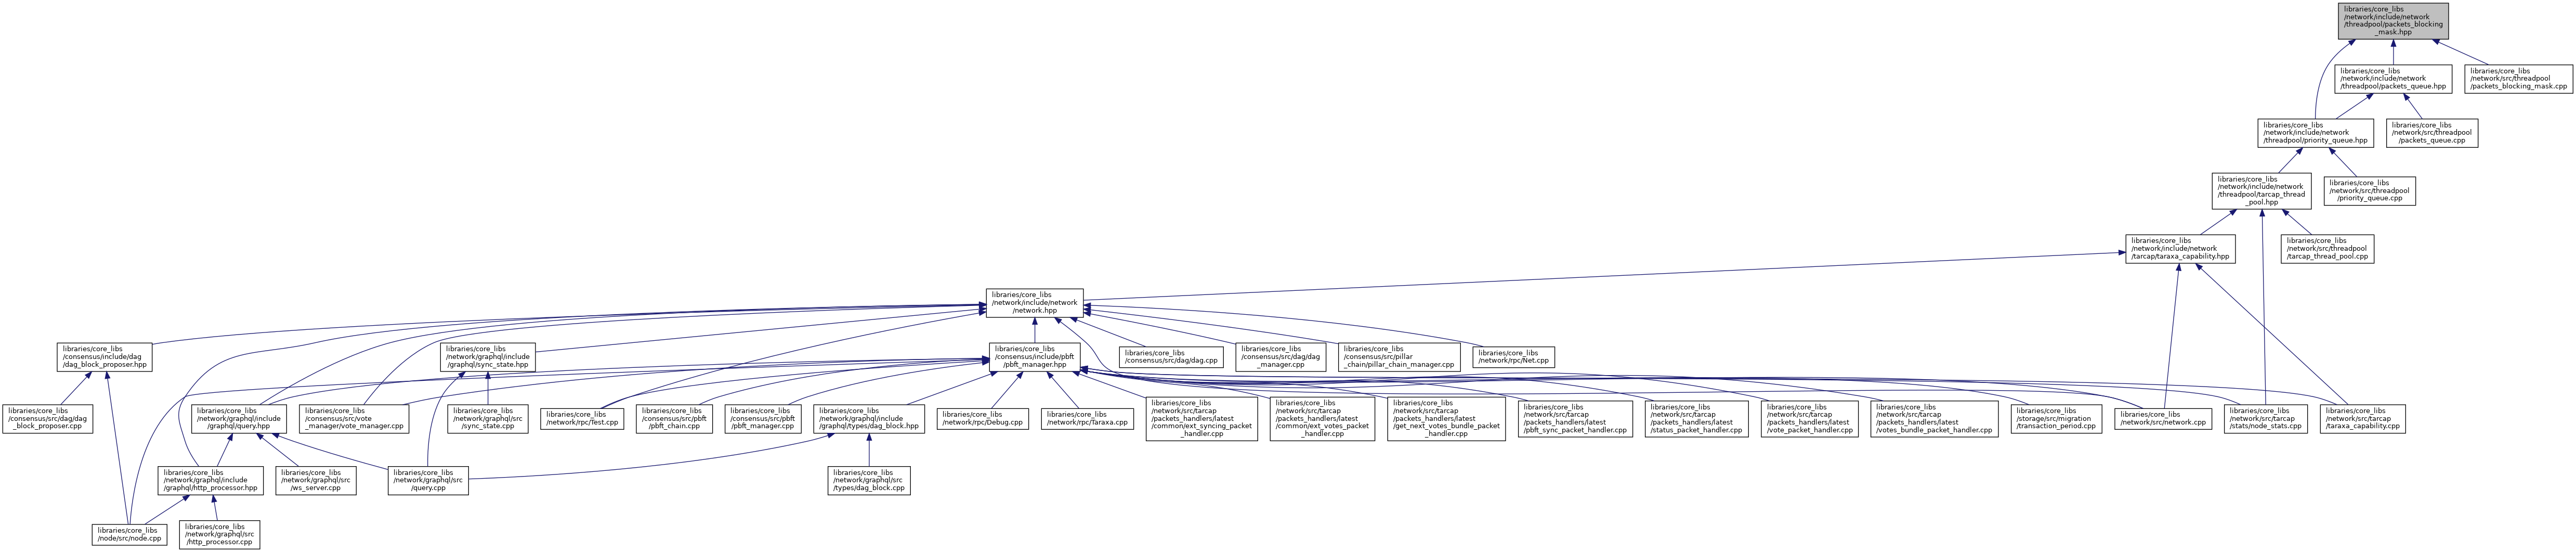 libraries/core_libs
/network/include/network
/threadpool/packets_blocking
_mask.hpp
libraries/core_libs
/network/include/network
/threadpool/packets_queue.hpp
libraries/core_libs
/network/src/threadpool
/packets_blocking_mask.cpp
libraries/core_libs
/network/include/network
/threadpool/priority_queue.hpp
libraries/core_libs
/network/src/threadpool
/packets_queue.cpp
libraries/core_libs
/network/include/network
/threadpool/tarcap_thread
_pool.hpp
libraries/core_libs
/network/src/threadpool
/priority_queue.cpp
libraries/core_libs
/network/include/network
/tarcap/taraxa_capability.hpp
libraries/core_libs
/network/src/threadpool
/tarcap_thread_pool.cpp
libraries/core_libs
/network/include/network
/network.hpp
libraries/core_libs
/consensus/include/dag
/dag_block_proposer.hpp
libraries/core_libs
/network/graphql/include
/graphql/sync_state.hpp
libraries/core_libs
/consensus/include/pbft
/pbft_manager.hpp
libraries/core_libs
/consensus/src/dag/dag.cpp
libraries/core_libs
/consensus/src/dag/dag
_manager.cpp
libraries/core_libs
/consensus/src/pillar
_chain/pillar_chain_manager.cpp
libraries/core_libs
/network/rpc/Net.cpp
libraries/core_libs
/consensus/src/dag/dag
_block_proposer.cpp
libraries/core_libs
/network/graphql/include
/graphql/query.hpp
libraries/core_libs
/consensus/src/vote
_manager/vote_manager.cpp
libraries/core_libs
/network/graphql/src
/sync_state.cpp
libraries/core_libs
/network/rpc/Test.cpp
libraries/core_libs
/consensus/src/pbft
/pbft_chain.cpp
libraries/core_libs
/consensus/src/pbft
/pbft_manager.cpp
libraries/core_libs
/network/graphql/include
/graphql/types/dag_block.hpp
libraries/core_libs
/network/rpc/Debug.cpp
libraries/core_libs
/network/rpc/Taraxa.cpp
libraries/core_libs
/network/src/tarcap
/packets_handlers/latest
/common/ext_syncing_packet
_handler.cpp
libraries/core_libs
/network/src/tarcap
/packets_handlers/latest
/common/ext_votes_packet
_handler.cpp
libraries/core_libs
/network/src/tarcap
/packets_handlers/latest
/get_next_votes_bundle_packet
_handler.cpp
libraries/core_libs
/network/src/tarcap
/packets_handlers/latest
/pbft_sync_packet_handler.cpp
libraries/core_libs
/network/src/tarcap
/packets_handlers/latest
/status_packet_handler.cpp
libraries/core_libs
/network/src/tarcap
/packets_handlers/latest
/vote_packet_handler.cpp
libraries/core_libs
/network/src/tarcap
/packets_handlers/latest
/votes_bundle_packet_handler.cpp
libraries/core_libs
/storage/src/migration
/transaction_period.cpp
libraries/core_libs
/network/src/network.cpp
libraries/core_libs
/network/src/tarcap
/stats/node_stats.cpp
libraries/core_libs
/network/src/tarcap
/taraxa_capability.cpp
libraries/core_libs
/network/graphql/include
/graphql/http_processor.hpp
libraries/core_libs
/network/graphql/src
/ws_server.cpp
libraries/core_libs
/network/graphql/src
/query.cpp
libraries/core_libs
/network/graphql/src
/types/dag_block.cpp
libraries/core_libs
/node/src/node.cpp
libraries/core_libs
/network/graphql/src
/http_processor.cpp